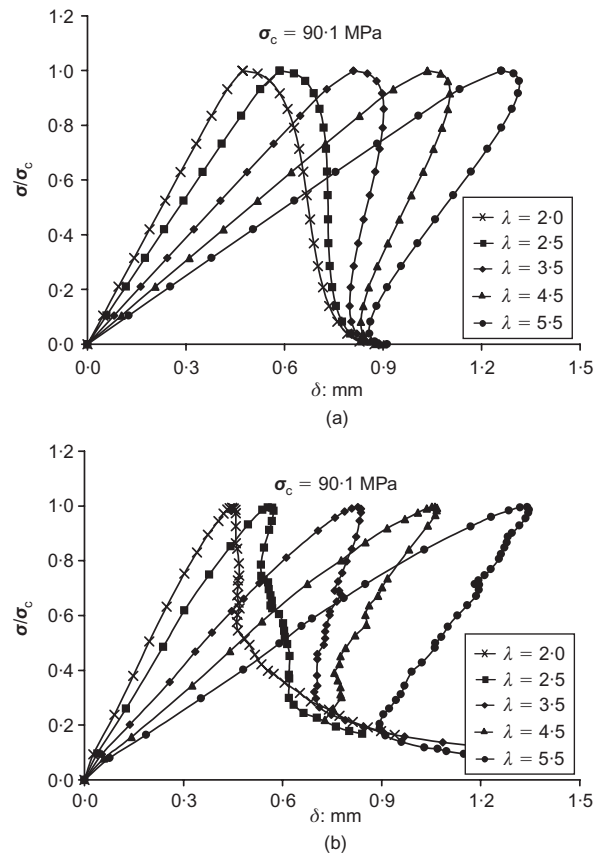 (a)
1·2
1·0
0·8
0·6
0·4
0·2
0·0
σ/σc
σc = 90·1 MPa
λ = 2·0
λ = 2·5
λ = 3·5
λ = 4·5
λ = 5·5
0·0
0·3
0·6
0·9
1·2
1·5
δ: mm
(a)
1·2
1·0
0·8
0·6
0·4
0·2
0·0
σ/σc
σc = 90·1 MPa
λ = 2·0
λ = 2·5
λ = 3·5
λ = 4·5
λ = 5·5
0·0
0·3
0·6
0·9
1·2
1·5
δ: mm
(b)